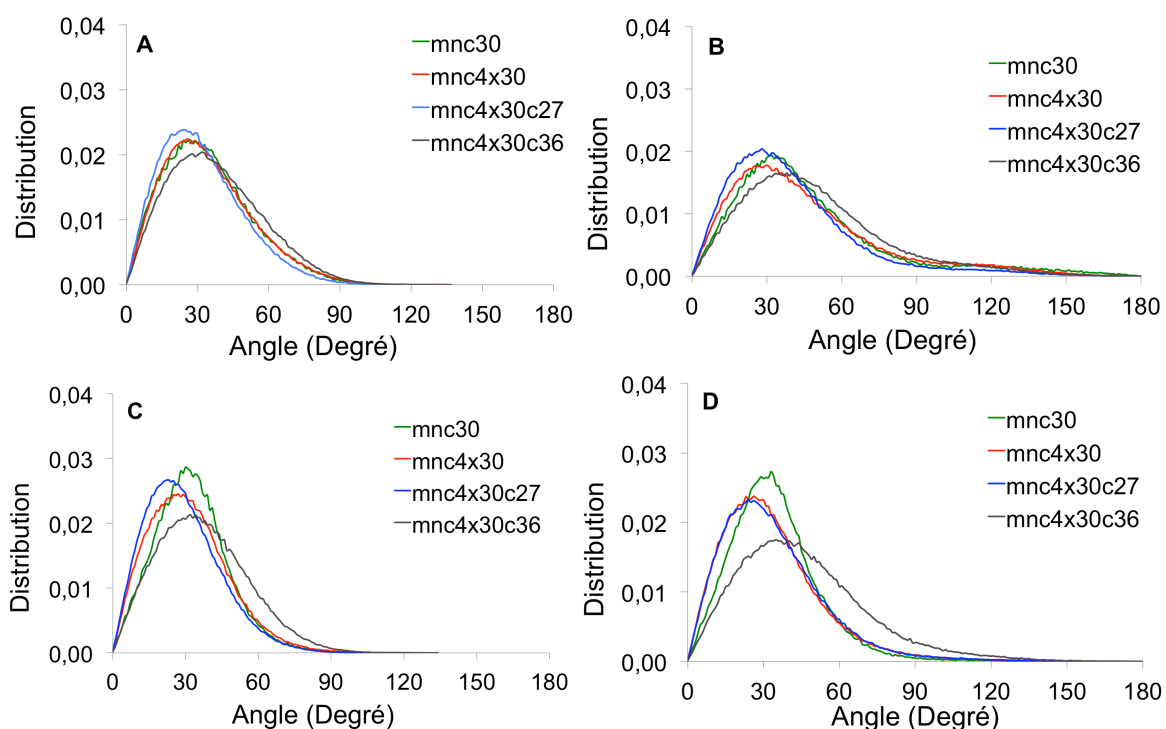 A
0,04
0,03
0,02
0,01
0,00
Distribution
0 30 60 90 120 150 180
Angle (Degré)
mnc30
mnc4x30
mnc4x30c27
mnc4x30c36
B
0,04
0,03
0,02
0,01
0,00
Distribution
0 30 60 90 120 150 180
Angle (Degré)
mnc30
mnc4x30
mnc4x30c27
mnc4x30c36
C
0,04
0,03
0,02
0,01
0,00
Distribution
0 30 60 90 120 150 180
Angle (Degré)
mnc30
mnc4x30
mnc4x30c27
mnc4x30c36
D
0,04
0,03
0,02
0,01
0,00
Distribution
0 30 60 90 120 150 180
Angle (Degré)
mnc30
mnc4x30
mnc4x30c27
mnc4x30c36